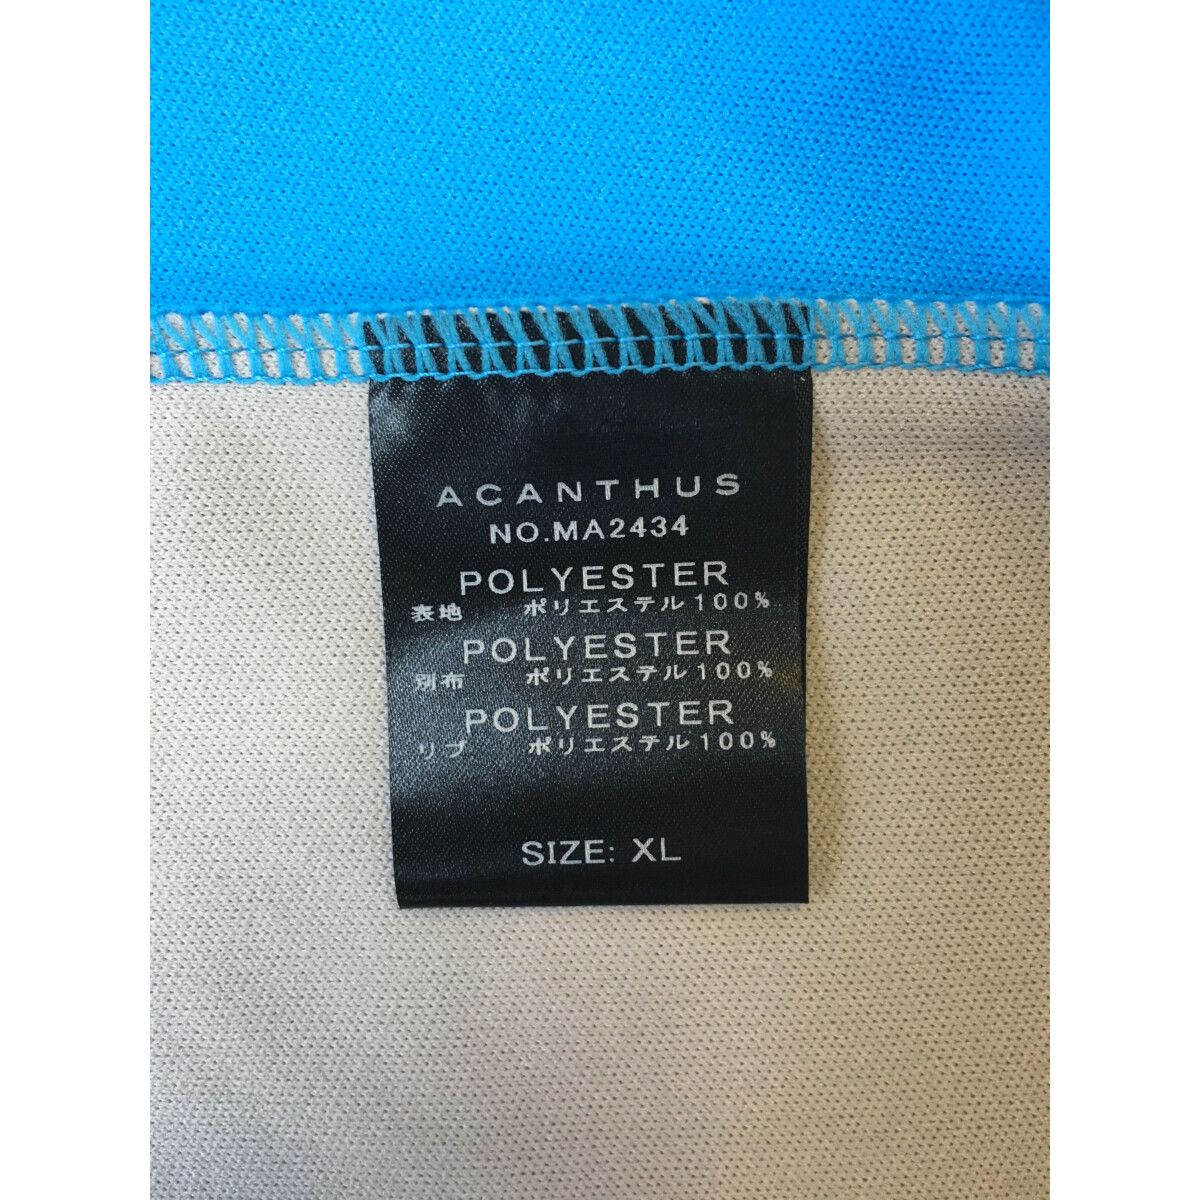 ACANTHUS
NO.MA2434
POLYESTER
表地 ポリエステル100%
POLYESTER
別布 ポリエステル100%
POLYESTER
リブ ポリエステル100%
SIZE: XL